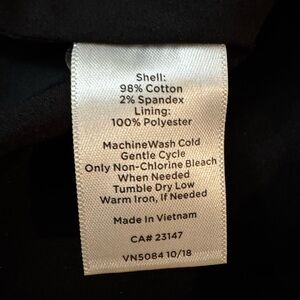 Shell:
98% Cotton
2% Spandex
Lining:
100% Polyester
MachineWash Cold
Gentle Cycle
Only Non-Chlorine Bleach
When Needed
Tumble Dry Low
Warm Iron, If Needed
Made In Vietnam
CA# 23147
VN5084 10/18